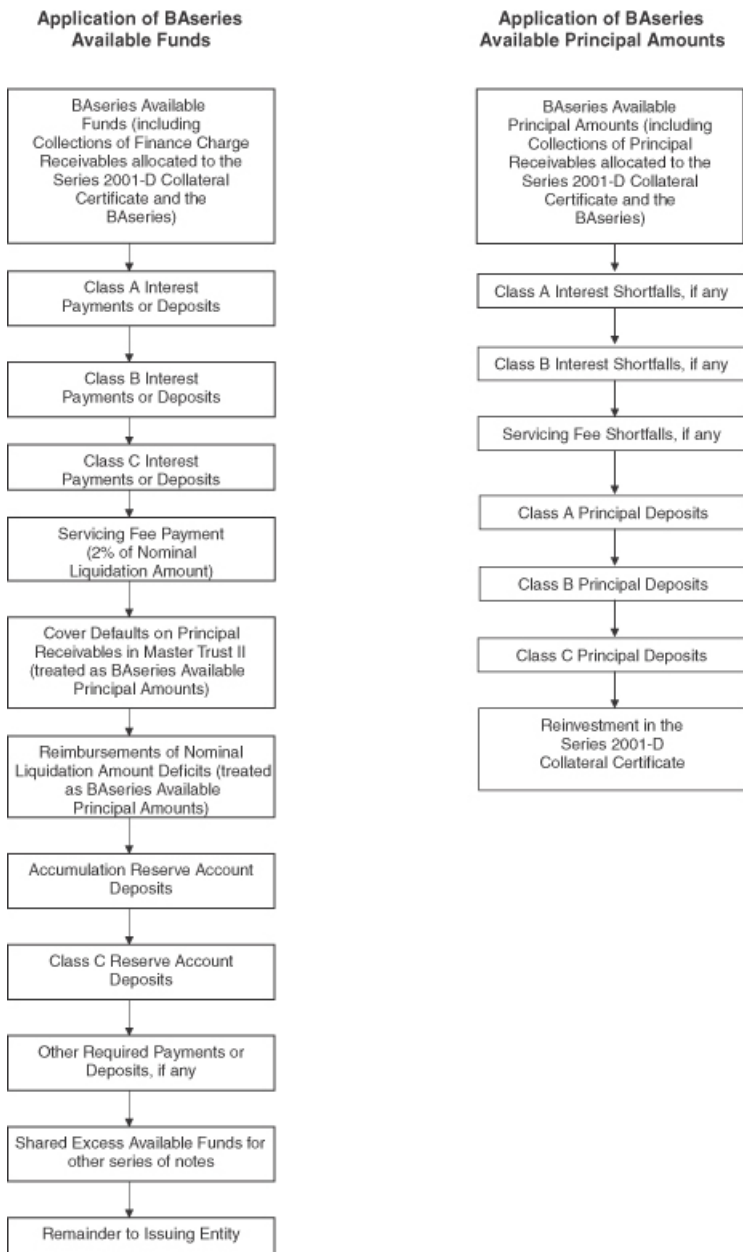 Application of BAseries
Available Funds
BAseries Available
Funds (including
Collections of Finance Charge
Receivables allocated to the
Series 2001-D Collateral
Certificate and the
BAseries)
Class A Interest
Payments or Deposits
Class B Interest
Payments or Deposits
Class C Interest
Payments or Deposits
Servicing Fee Payment
(2% of Nominal
Liquidation Amount)
Cover Defaults on Principal
Receivables in Master Trust II
(treated as BAseries Available
Principal Amounts)
Reimbursements of Nominal
Liquidation Amount Deficits (treated
as BAseries Available
Principal Amounts)
Accumulation Reserve Account
Deposits
Class C Reserve Account
Deposits
Other Required Payments or
Deposits, if any
Shared Excess Available Funds for
other series of notes
Remainder to Issuing Entity
Application of BAseries
Available Principal Amounts
BAseries Available
Principal Amounts (including
Collections of Principal
Receivables allocated to the
Series 2001-D Collateral
Certificate and the
BAseries)
Class A Interest Shortfalls, if any
Class B Interest Shortfalls, if any
Servicing Fee Shortfalls, if any
Class A Principal Deposits
Class B Principal Deposits
Class C Principal Deposits
Reinvestment in the
Series 2001-D
Collateral Certificate